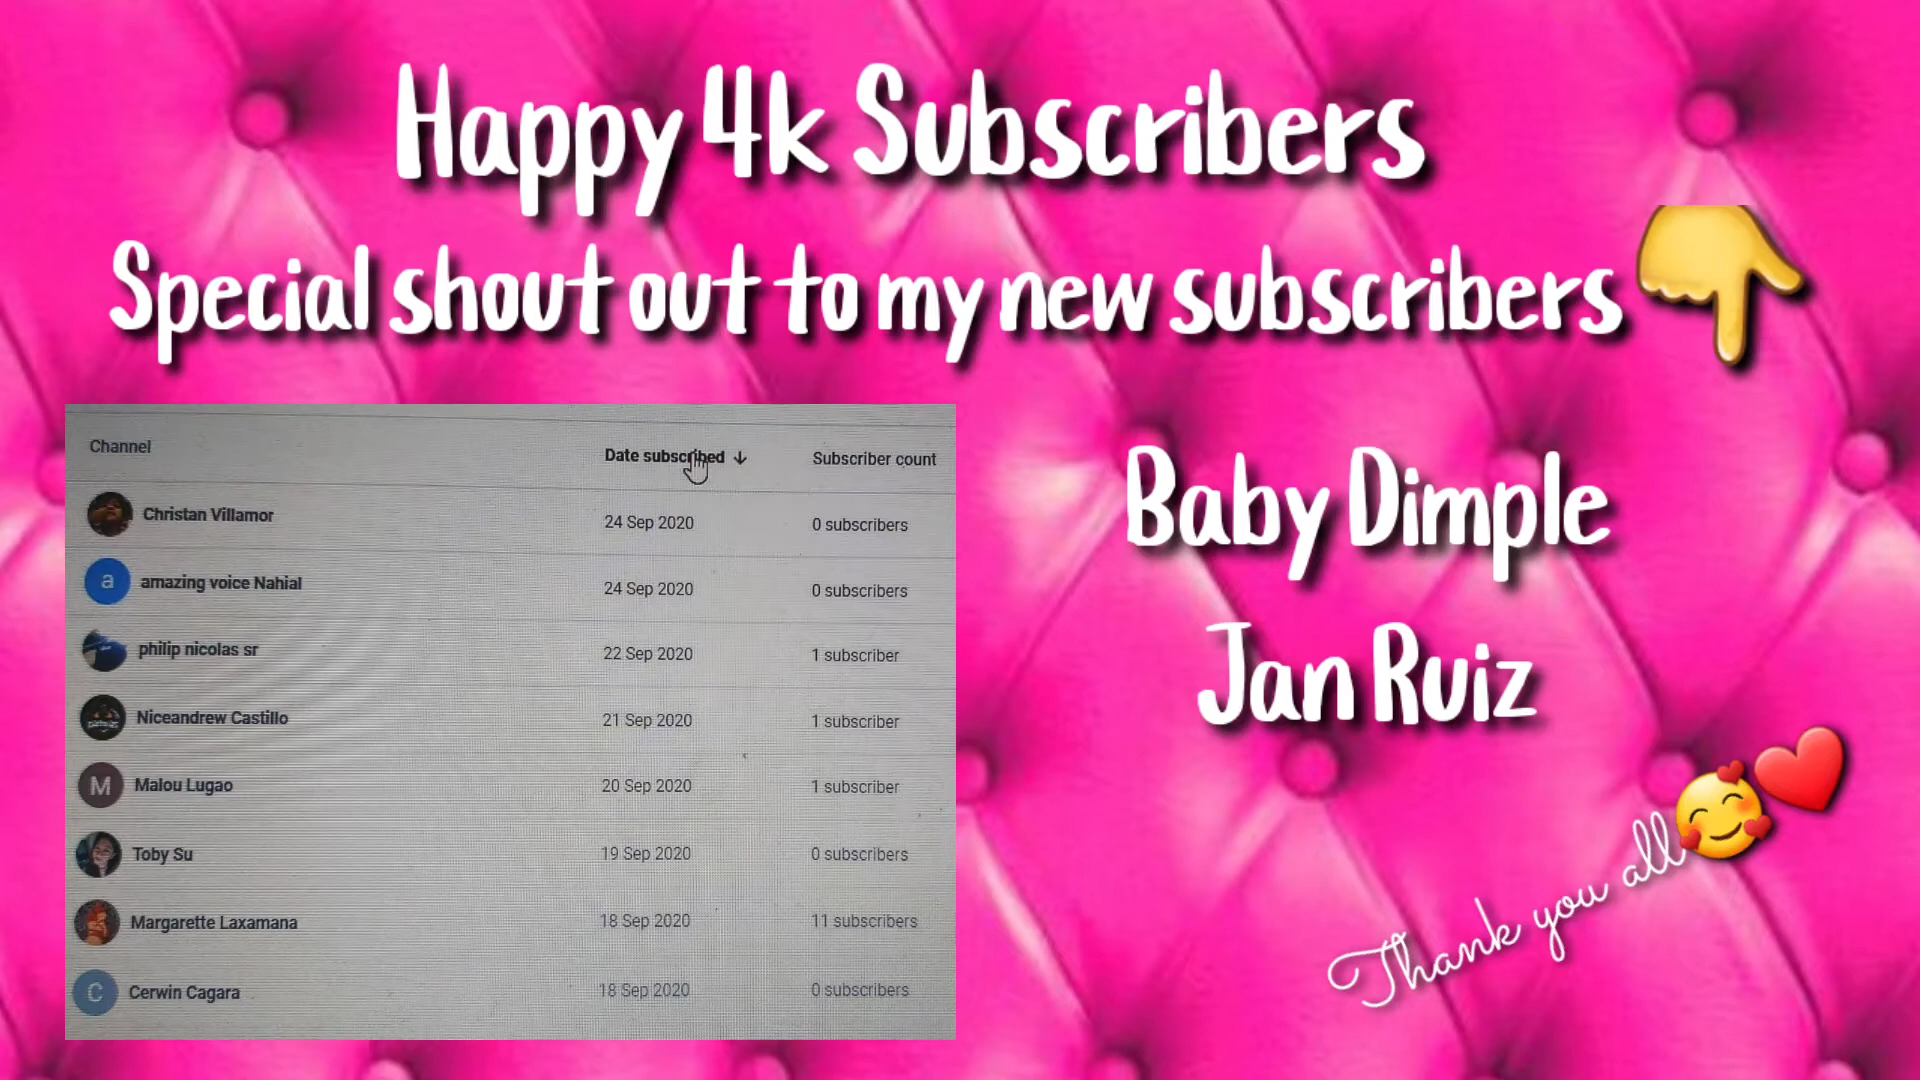 Happy 4k Subscribers
Special shout out to my new subscribers
Channel Date subscribed Subscriber count
Christan Villamor 24 Sep 2020 0 subscribers
a amazing voice Nahial 24 Sep 2020 0 subscribers
philip nicolas sr 22 Sep 2020 1 subscriber
Niceandrew Castillo 21 Sep 2020 1 subscriber
M Malou Lugao 20 Sep 2020 1 subscriber
Toby Su 19 Sep 2020 0 subscribers
Margarette Laxamana 18 Sep 2020 11 subscribers
C Cerwin Cagara 18 Sep 2020 0 subscribers
Baby Dimple
Jan Ruiz
Thank you all